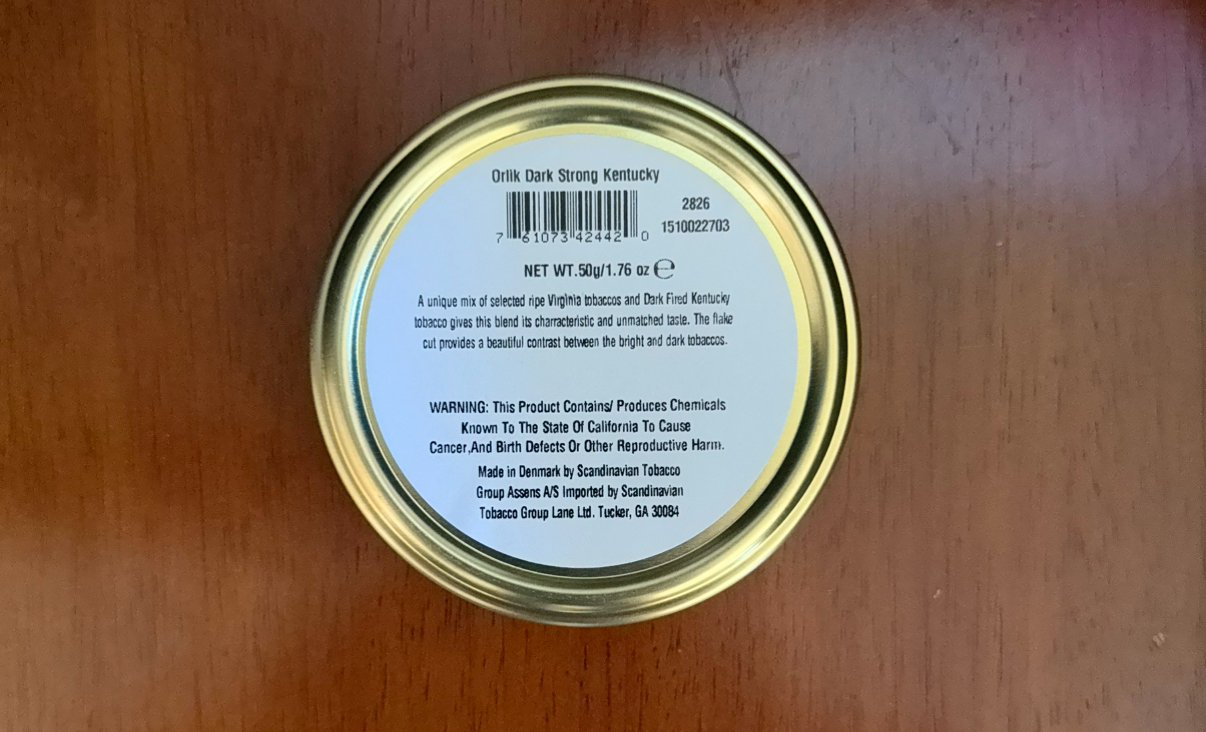 Orlik Dark Strong Kentucky
2826
1510022703
7 61073 42442 0
NET WT.50g/1.76 oz ℮
A unique mix of selected ripe Virginia tobaccos and Dark Fired Kentucky
tobacco gives this blend its charracteristic and unmatched taste. The flake
cut provides a beautiful contrast between the bright and dark tobaccos.
WARNING: This Product Contains/ Produces Chemicals
Known To The State Of California To Cause
Cancer,And Birth Defects Or Other Reproductive Harm.
Made in Denmark by Scandinavian Tobacco
Group Assens A/S Imported by Scandinavian
Tobacco Group Lane Ltd. Tucker, GA 30084